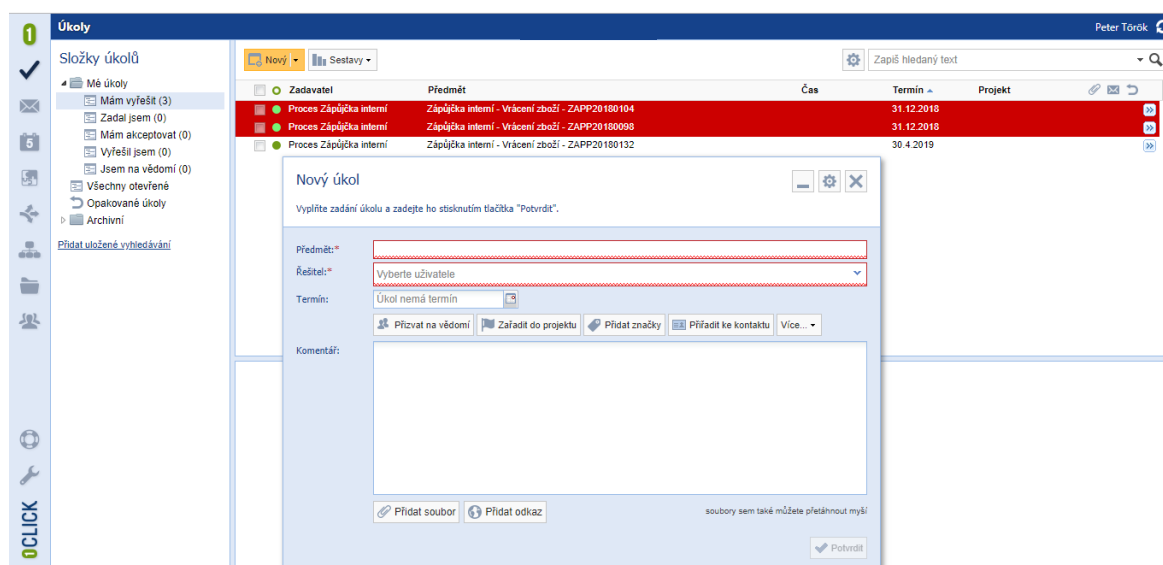 1
Úkoly
Peter Török
Složky úkolů
Mé úkoly
Mám vyřešit (3)
Zadal jsem (0)
Mám akceptovat (0)
Vyřešil jsem (0)
Jsem na vědomí (0)
Všechny otevřené
Opakované úkoly
Archivní
Přidat uložené vyhledávání
5
1CLICK
Nový Sestavy Zapiš hledaný text
Zadavatel Předmět Čas Termín Projekt
Proces Zápůjčka interní Zápůjčka interní - Vrácení zboží - ZAPP20180104 31.12.2018
Proces Zápůjčka interní Zápůjčka interní - Vrácení zboží - ZAPP20180098 31.12.2018
Proces Zápůjčka interní Zápůjčka interní - Vrácení zboží - ZAPP20180132 30.4.2019
Nový úkol
Vyplňte zadání úkolu a zadejte ho stisknutím tlačítka "Potvrdit".
Předmět:*
Řešitel:* Vyberte uživatele
Termín: Úkol nemá termín
Přizvat na vědomí Zařadit do projektu Přidat značky Přiřadit ke kontaktu Více...
Komentář:
Přidat soubor Přidat odkaz soubory sem také můžete přetáhnout myší
Potvrdit